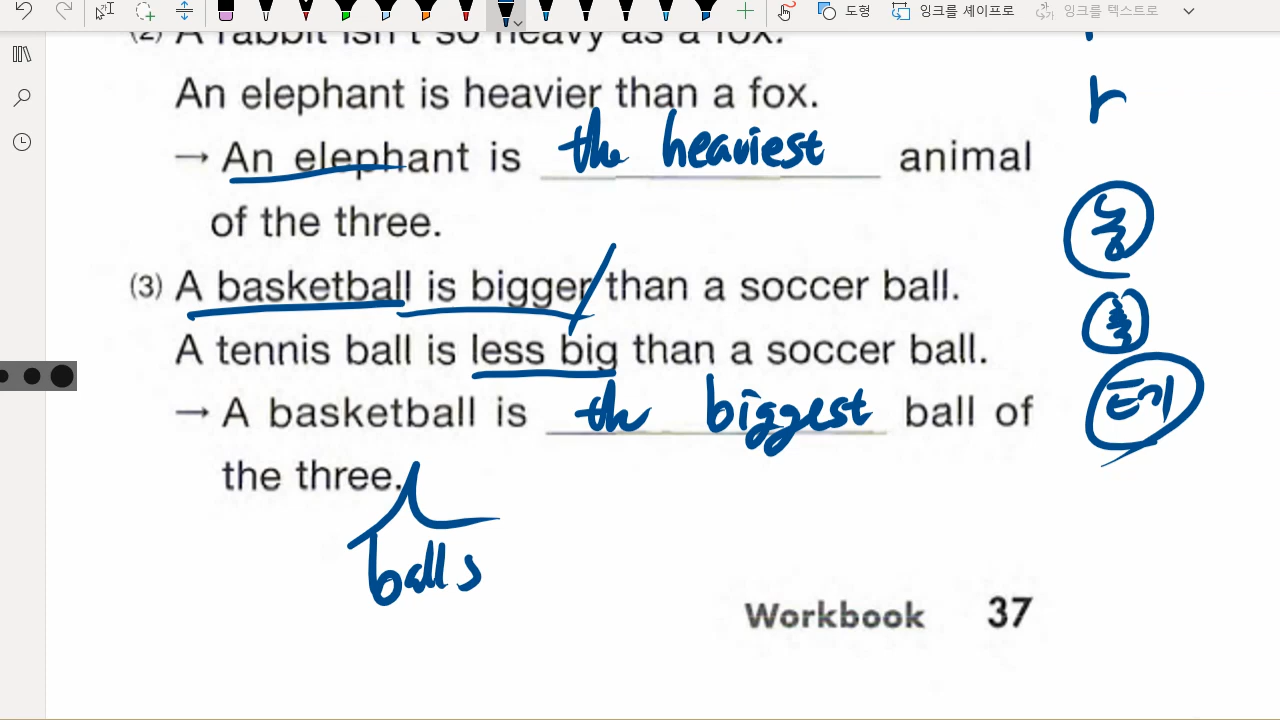 도형 잉크를 셰이프로 잉크를 텍스트로
(2) A rabbit isn't so heavy as a fox.
An elephant is heavier than a fox.
→ An elephant is the heaviest animal
of the three.
(3) A basketball is bigger than a soccer ball.
A tennis ball is less big than a soccer ball.
→ A basketball is the biggest ball of
the three.
balls
r
농
테
Workbook 37